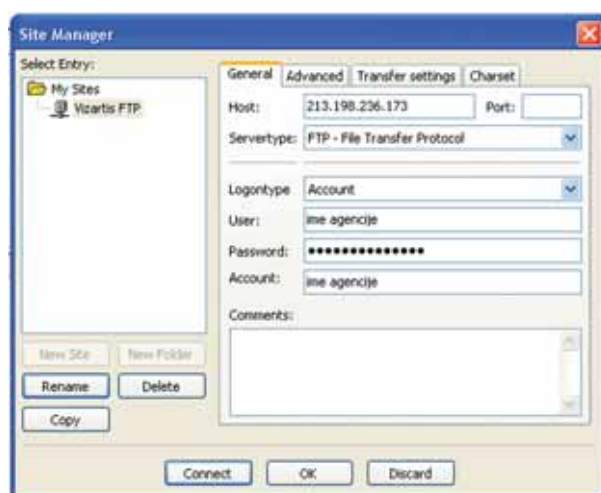 Site Manager
Select Entry:
My Sites
Vizartis FTP
New Site
New Folder
Rename
Delete
Copy
General
Advanced
Transfer settings
Charset
Host:
213.198.236.173
Port:
Servertype:
FTP - File Transfer Protocol
Logontype
Account
User:
ime agencije
Password:
••••••••••••••
Account:
ime agencije
Comments:
Connect
OK
Discard